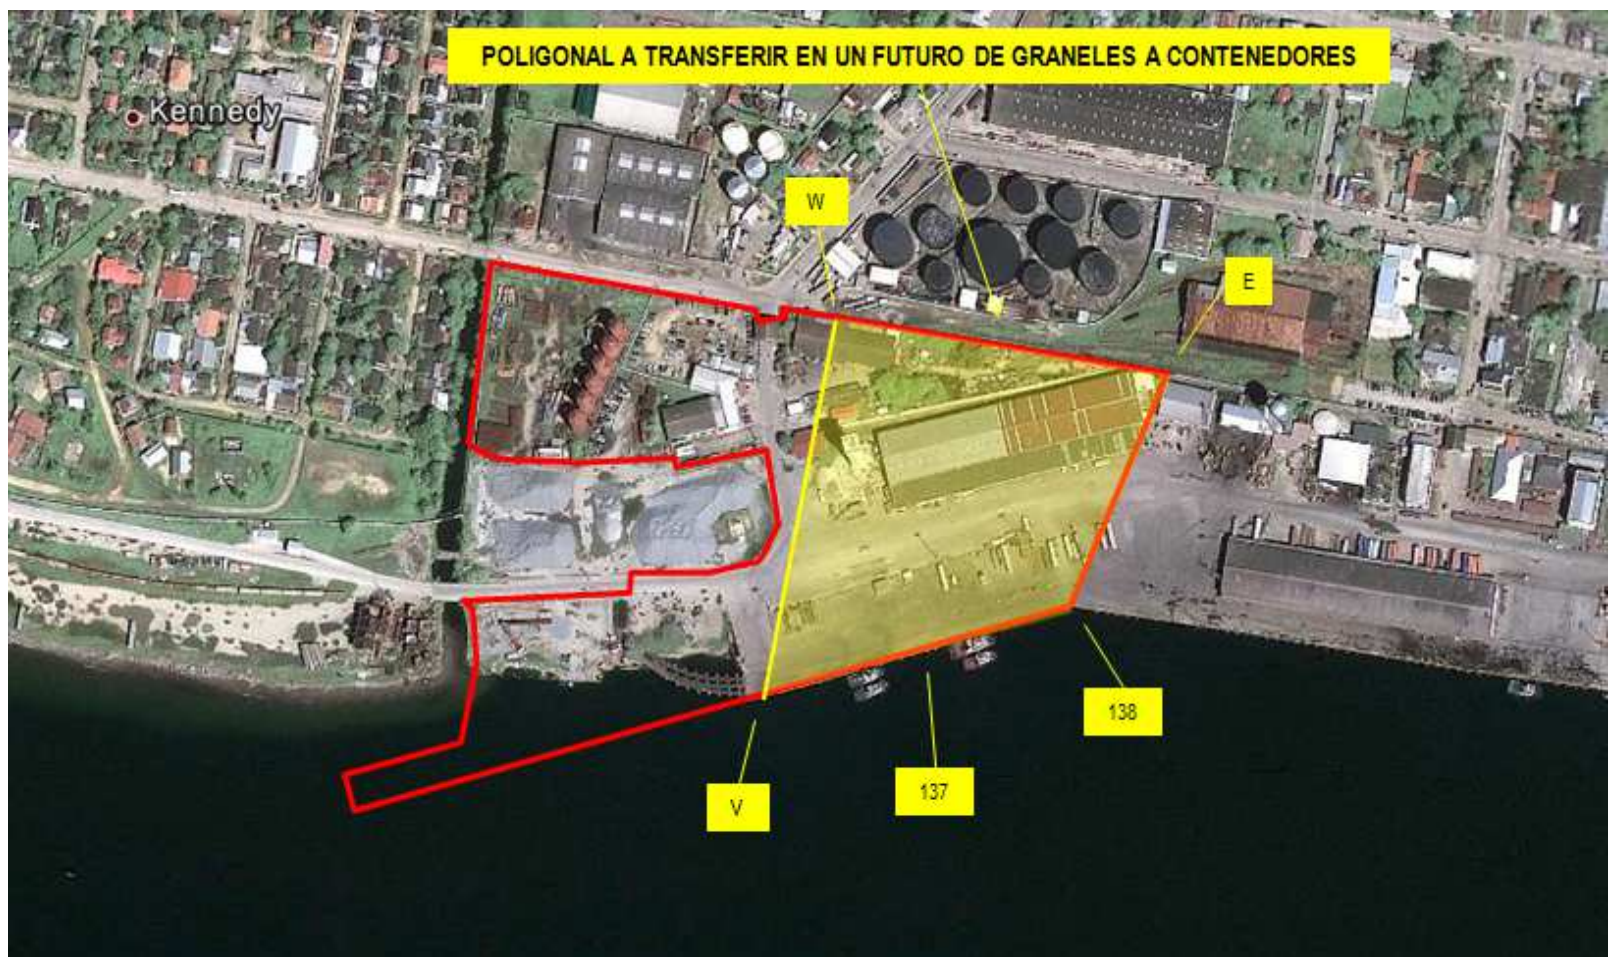 POLIGONAL A TRANSFERIR EN UN FUTURO DE GRANELES A CONTENEDORES
Kennedy
W
E
138
137
V